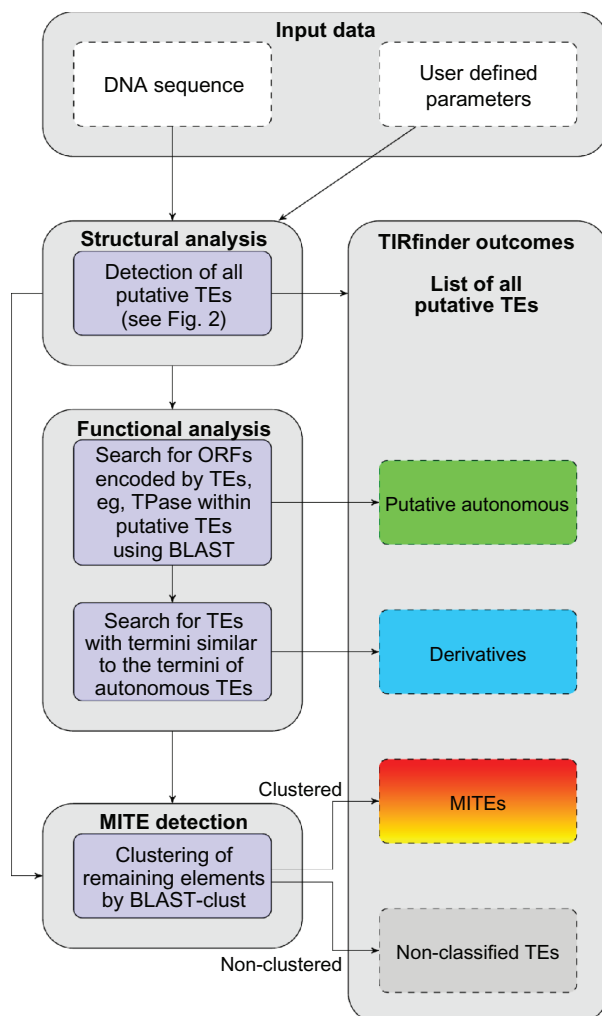 Input data
DNA sequence
User defined
parameters
Structural analysis
Detection of all
putative TEs
(see Fig. 2)
TIRfinder outcomes
List of all
putative TEs
Functional analysis
Search for ORFs
encoded by TEs,
eg, TPase within
putative TEs
using BLAST
Putative autonomous
Search for TEs
with termini similar
to the termini of
autonomous TEs
Derivatives
Clustered
MITEs
MITE detection
Clustering of
remaining elements
by BLAST-clust
Non-clustered
Non-classified TEs